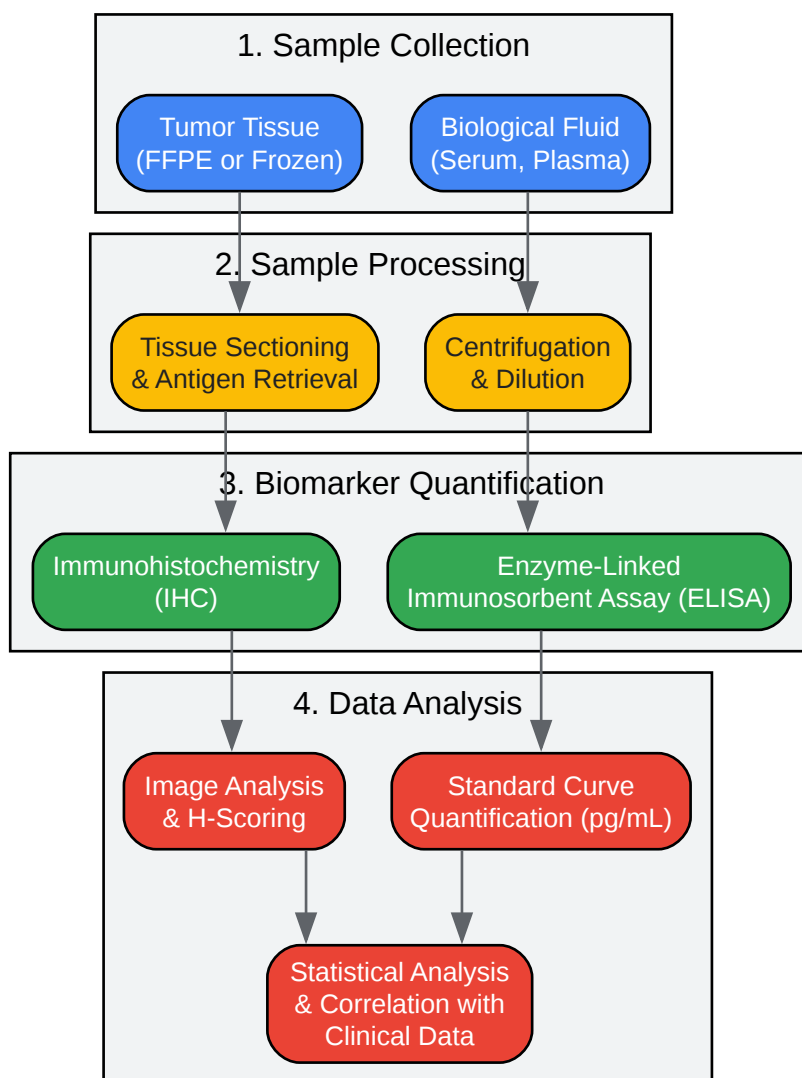 1. Sample Collection
Tumor Tissue
(FFPE or Frozen)
Biological Fluid
(Serum, Plasma)
2. Sample Processing
Tissue Sectioning
& Antigen Retrieval
Centrifugation
& Dilution
3. Biomarker Quantification
Immunohistochemistry
(IHC)
Enzyme-Linked
Immunosorbent Assay (ELISA)
4. Data Analysis
Image Analysis
& H-Scoring
Standard Curve
Quantification (pg/mL)
Statistical Analysis
& Correlation with
Clinical Data